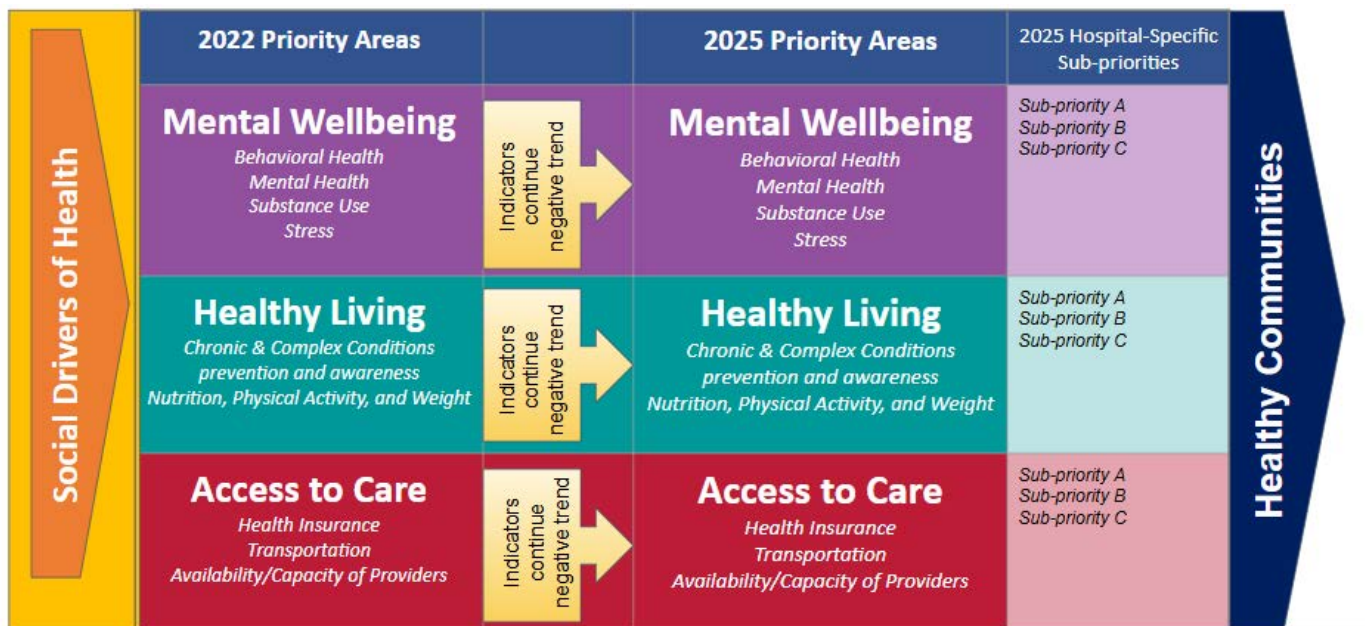 Social Drivers of Health
2022 Priority Areas
2025 Priority Areas
2025 Hospital-Specific
Sub-priorities
Mental Wellbeing
Behavioral Health
Mental Health
Substance Use
Stress
Indicators
continue
negative trend
Mental Wellbeing
Behavioral Health
Mental Health
Substance Use
Stress
Sub-priority A
Sub-priority B
Sub-priority C
Healthy Living
Chronic & Complex Conditions
prevention and awareness
Nutrition, Physical Activity, and Weight
Indicators
continue
negative trend
Healthy Living
Chronic & Complex Conditions
prevention and awareness
Nutrition, Physical Activity, and Weight
Sub-priority A
Sub-priority B
Sub-priority C
Access to Care
Health Insurance
Transportation
Availability/Capacity of Providers
Indicators
continue
negative trend
Access to Care
Health Insurance
Transportation
Availability/Capacity of Providers
Sub-priority A
Sub-priority B
Sub-priority C
Healthy Communities